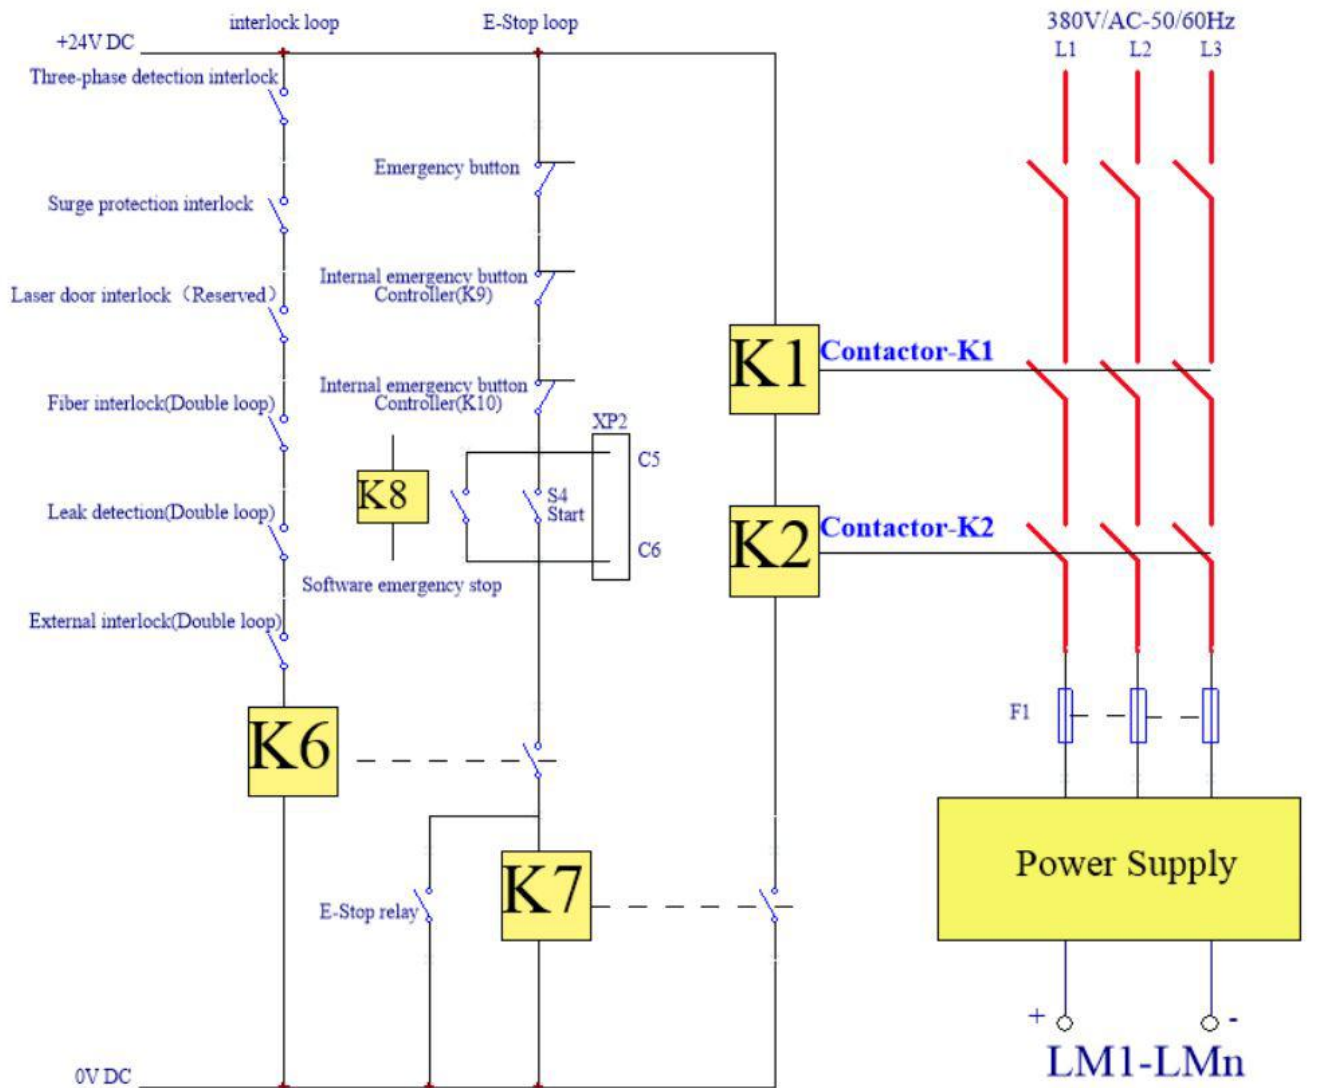 interlock loop
E-Stop loop
380V/AC-50/60Hz
+24V DC
L1
L2
L3
Three-phase detection interlock
Emergency button
Surge protection interlock
Internal emergency button
Controller(K9)
Laser door interlock（Reserved）
K1
Contactor-K1
Internal emergency button
Controller(K10)
Fiber interlock(Double loop)
XP2
C5
K8
S4
Start
Leak detection(Double loop)
K2
Contactor-K2
C6
Software emergency stop
External interlock(Double loop)
K6
F1
Power Supply
K7
E-Stop relay
+
-
LM1-LMn
0V DC